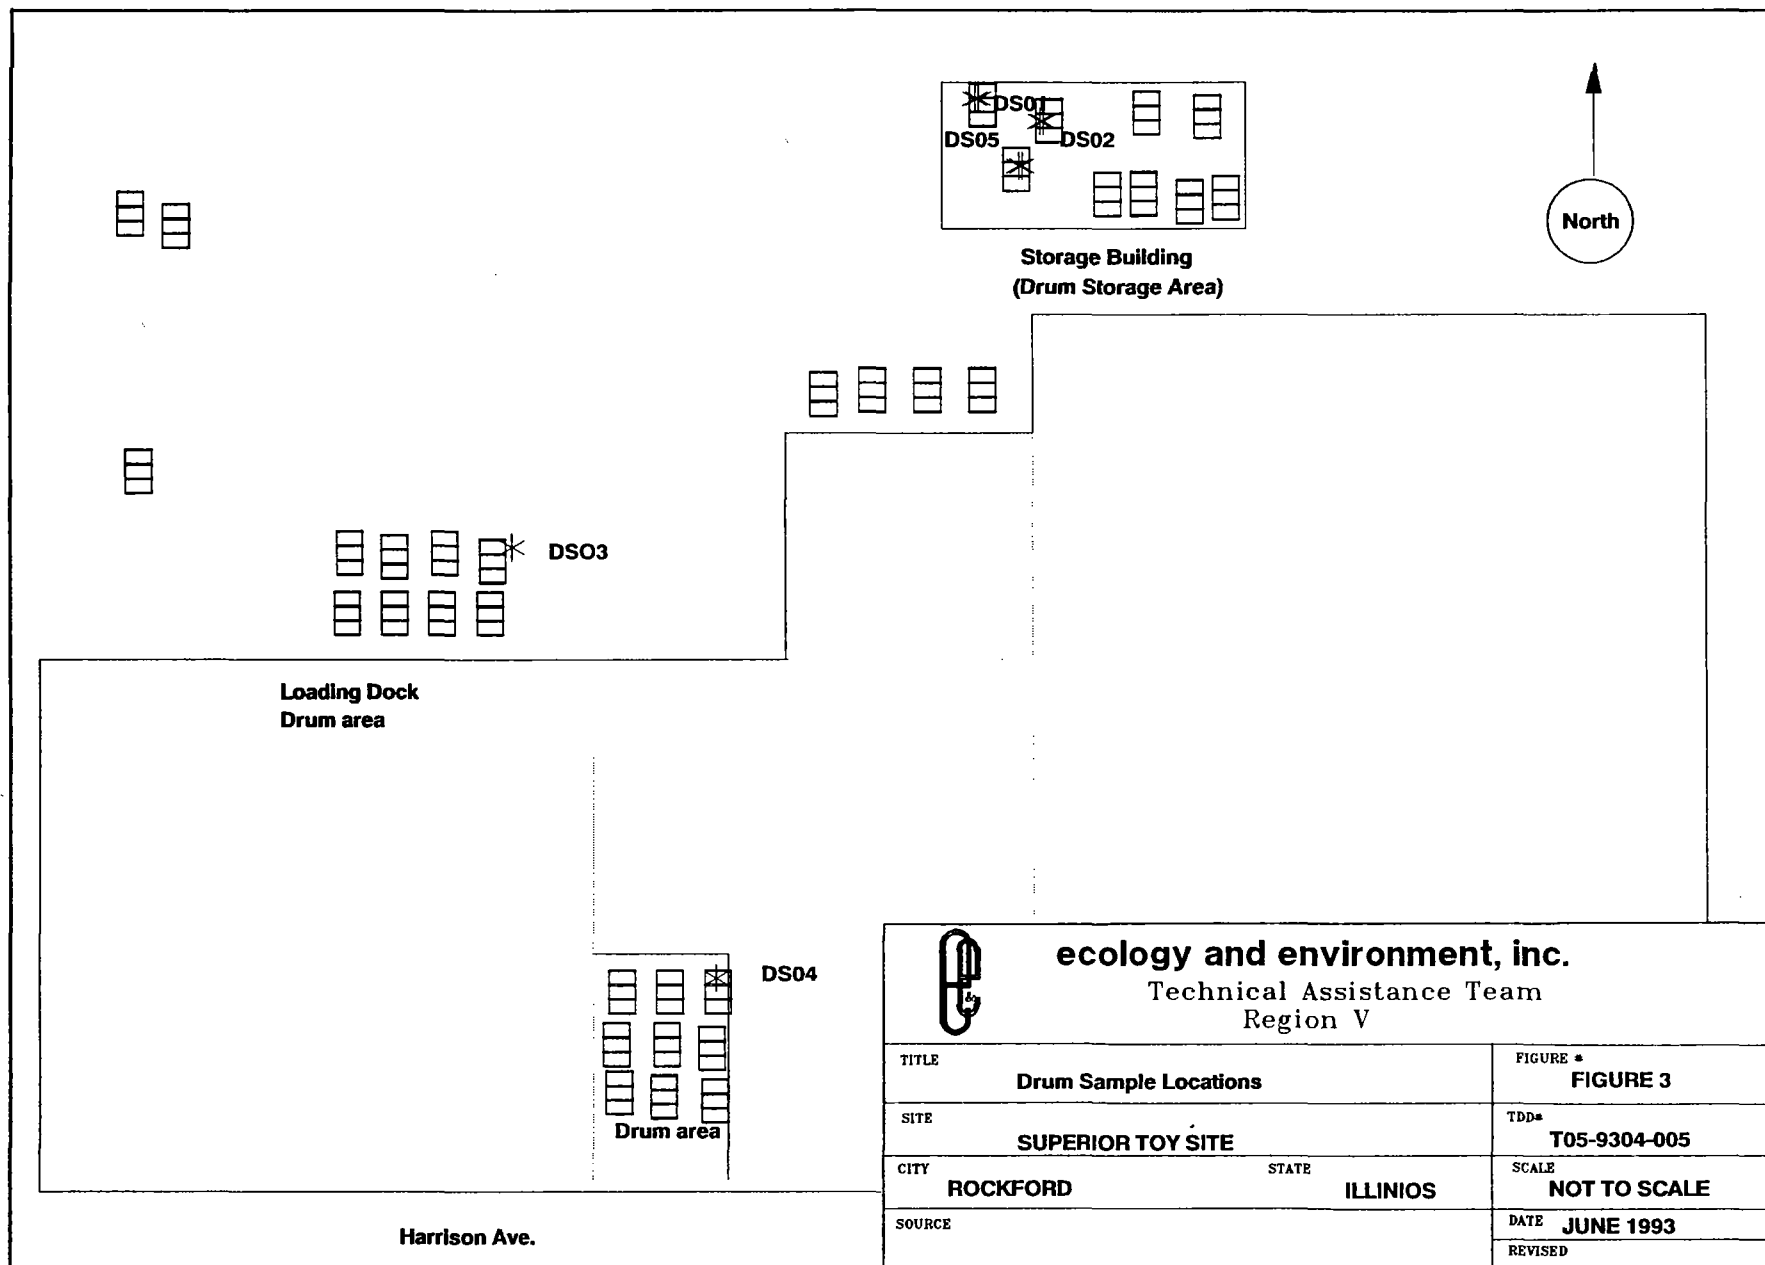 DS01
DS05
DS02
North
Storage Building
(Drum Storage Area)
DSO3
Loading Dock
Drum area
DS04
Drum area
Harrison Ave.
ecology and environment, inc.
Technical Assistance Team
Region V
TITLE
Drum Sample Locations
FIGURE #
FIGURE 3
SITE
SUPERIOR TOY SITE
TDD#
T05-9304-005
CITY
ROCKFORD
STATE
ILLINIOS
SCALE
NOT TO SCALE
SOURCE
DATE
JUNE 1993
REVISED